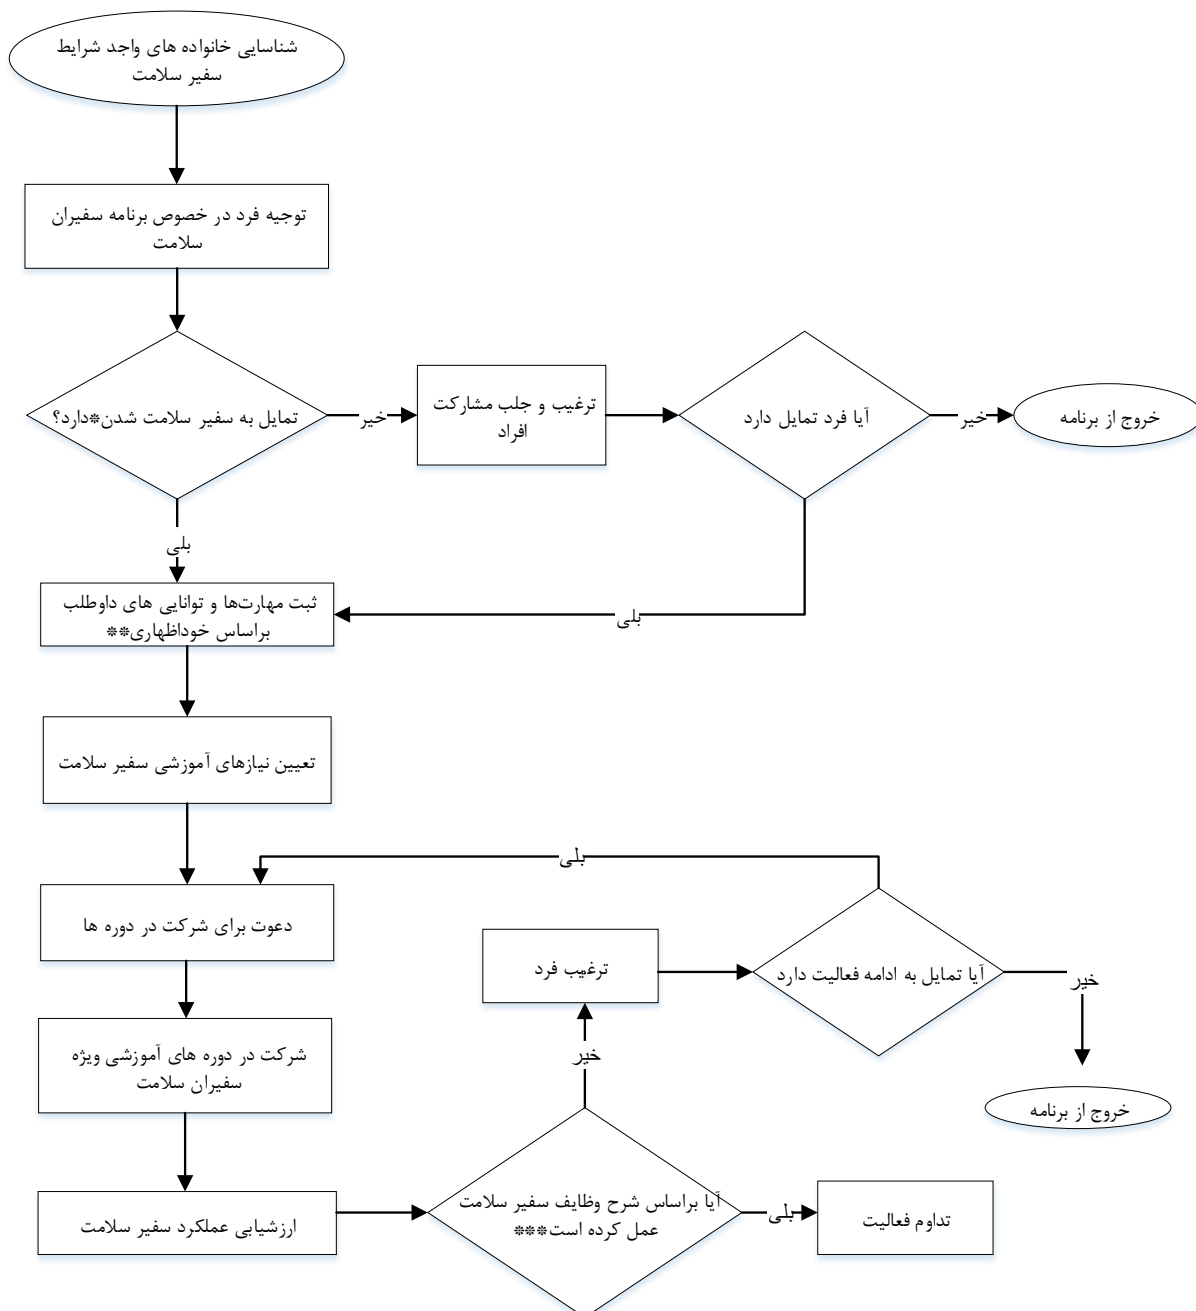 شناسایی خانواده های واجد شرایط
سفیر سلامت
توجیه فرد در خصوص برنامه سفیران
سلامت
تمایل به سفیر سلامت شدن*دارد؟
خیر
ترغیب و جلب مشارکت
افراد
آیا فرد تمایل دارد
خیر
خروج از برنامه
بلی
بلی
ثبت مهارت‌ها و توانایی های داوطلب
براساس خوداظهاری**
تعیین نیازهای آموزشی سفیر سلامت
بلی
دعوت برای شرکت در دوره ها
ترغیب فرد
آیا تمایل به ادامه فعالیت دارد
خیر
خیر
خروج از برنامه
شرکت در دوره های آموزشی ویژه
سفیران سلامت
ارزشیابی عملکرد سفیر سلامت
آیا براساس شرح وظایف سفیر سلامت
عمل کرده است***
بلی
تداوم فعالیت